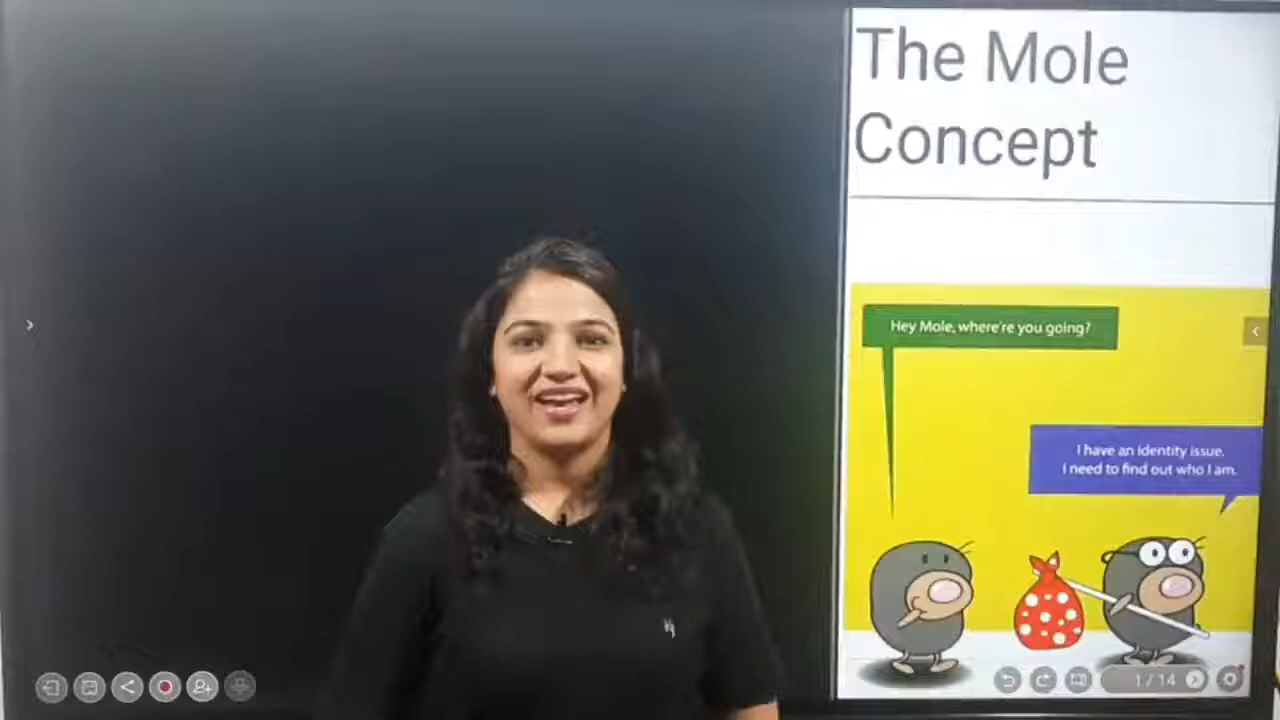 The Mole
Concept
Hey Mole, where're you going?
I have an identity issue.
I need to find out who I am.
1 / 14